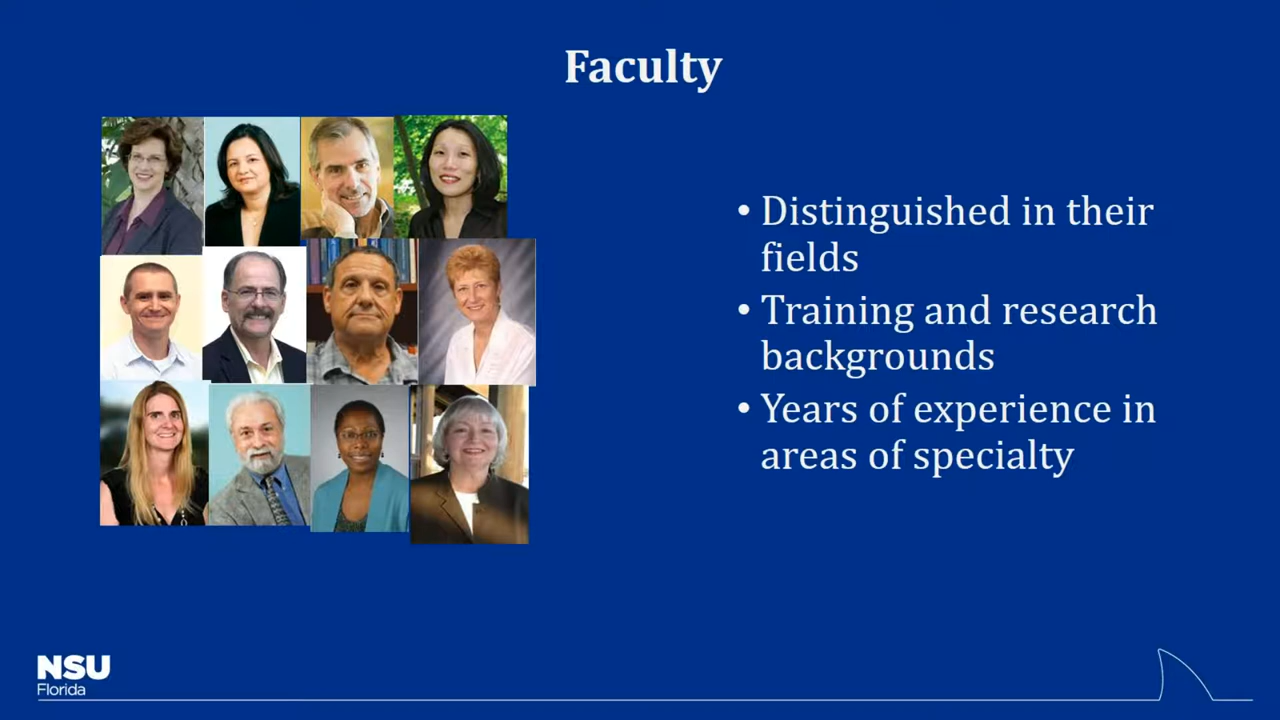 Faculty
• Distinguished in their
fields
• Training and research
backgrounds
• Years of experience in
areas of specialty
NSU
Florida